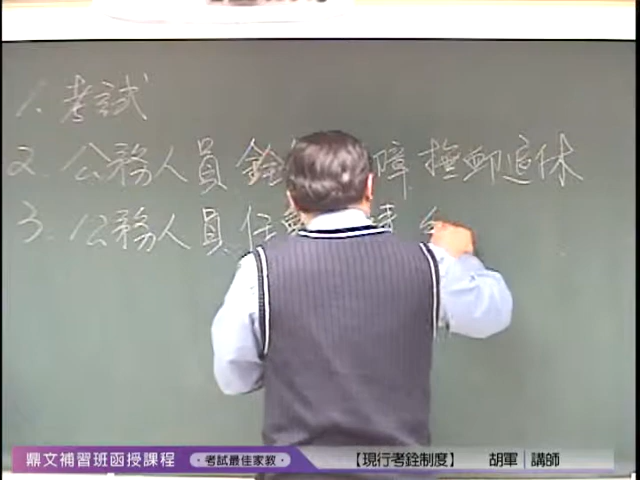 1. 考試
2. 公務人員銓 障撫卹退休
3. 公務人員任
鼎文補習班函授課程 ·考試最佳家教· 【現行考銓制度】 胡軍 講師